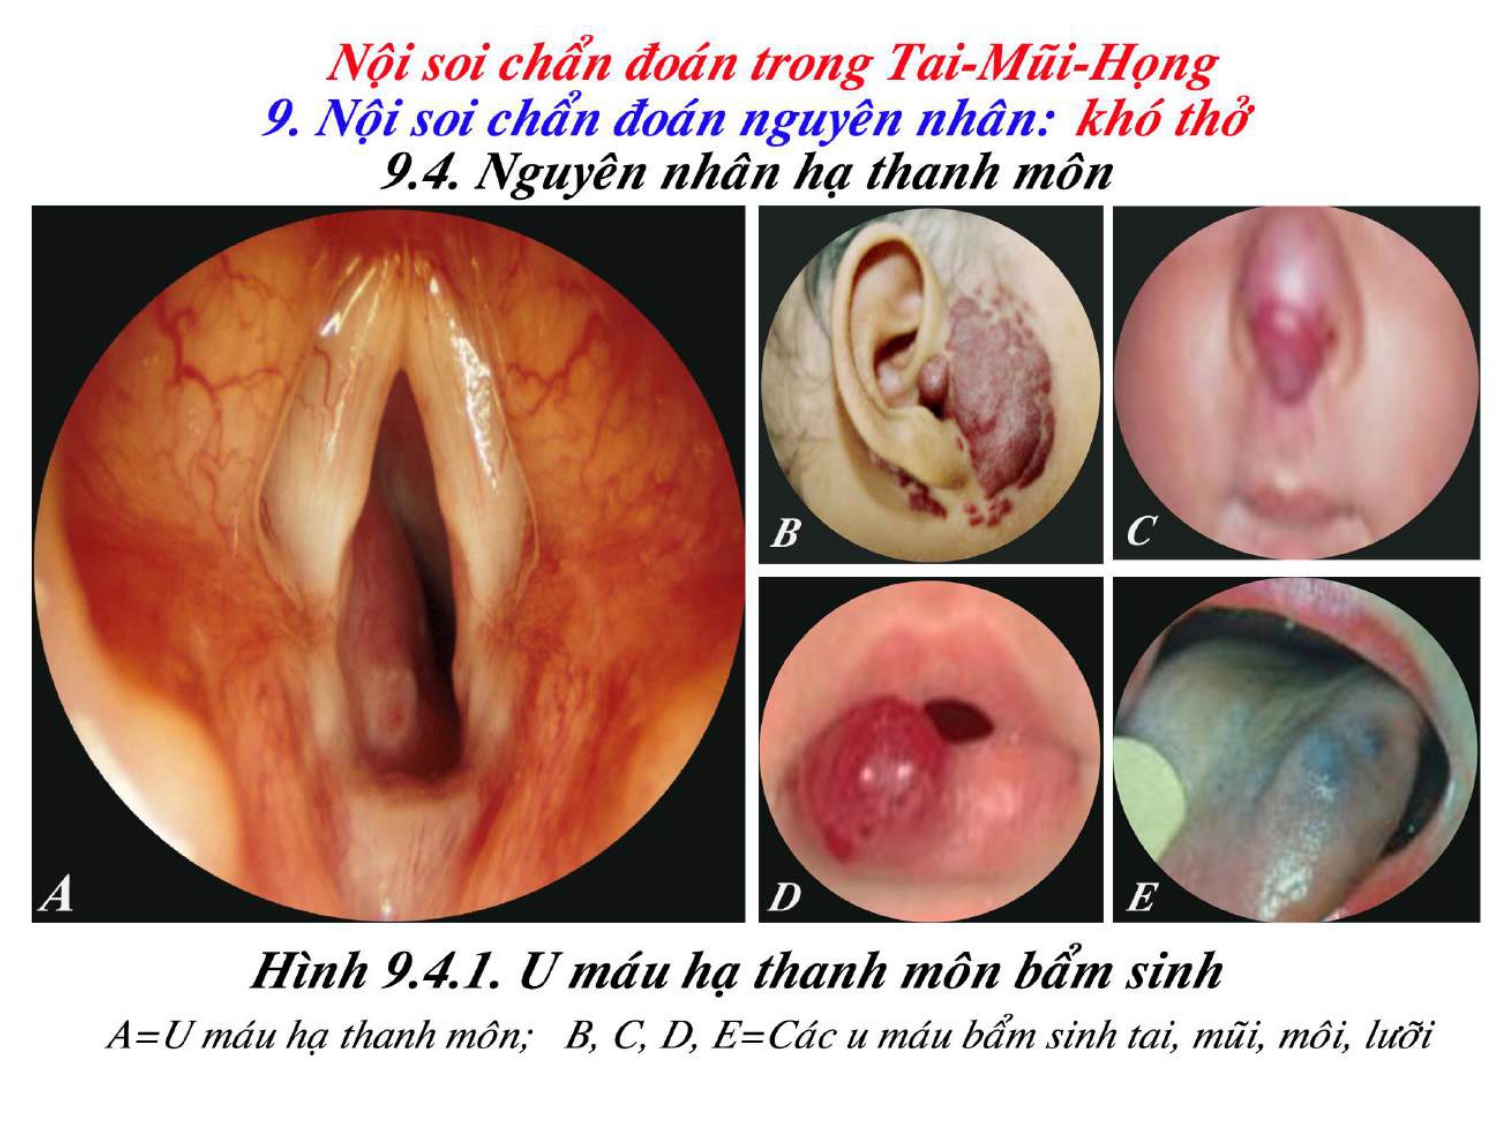 Nội soi chẩn đoán trong Tai-Mũi-Họng
9. Nội soi chẩn đoán nguyên nhân: khó thở
9.4. Nguyên nhân hạ thanh môn
A
B
C
D
E
Hình 9.4.1. U máu hạ thanh môn bẩm sinh
A=U máu hạ thanh môn; B, C, D, E=Các u máu bẩm sinh tai, mũi, môi, lưỡi